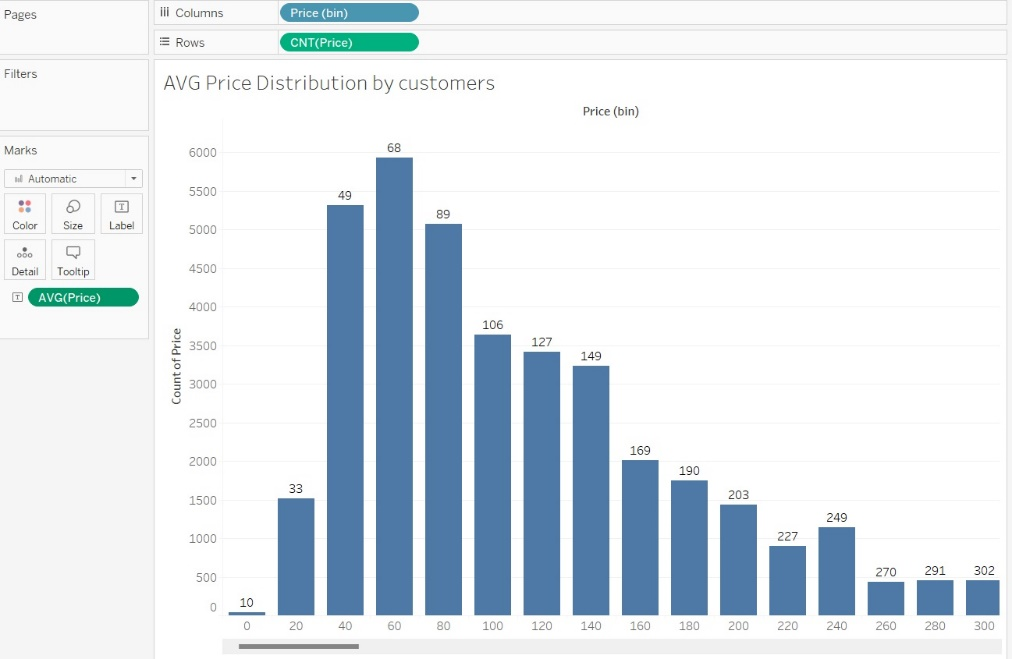 Pages
Columns
Price (bin)
Rows
CNT(Price)
Filters
Marks
Automatic
Color
Size
Label
Detail
Tooltip
AVG(Price)
AVG Price Distribution by customers
Price (bin)
Count of Price
6000
5500
5000
4500
4000
3500
3000
2500
2000
1500
1000
500
0
10
33
49
68
89
106
127
149
169
190
203
227
249
270
291
302
0 20 40 60 80 100 120 140 160 180 200 220 240 260 280 300